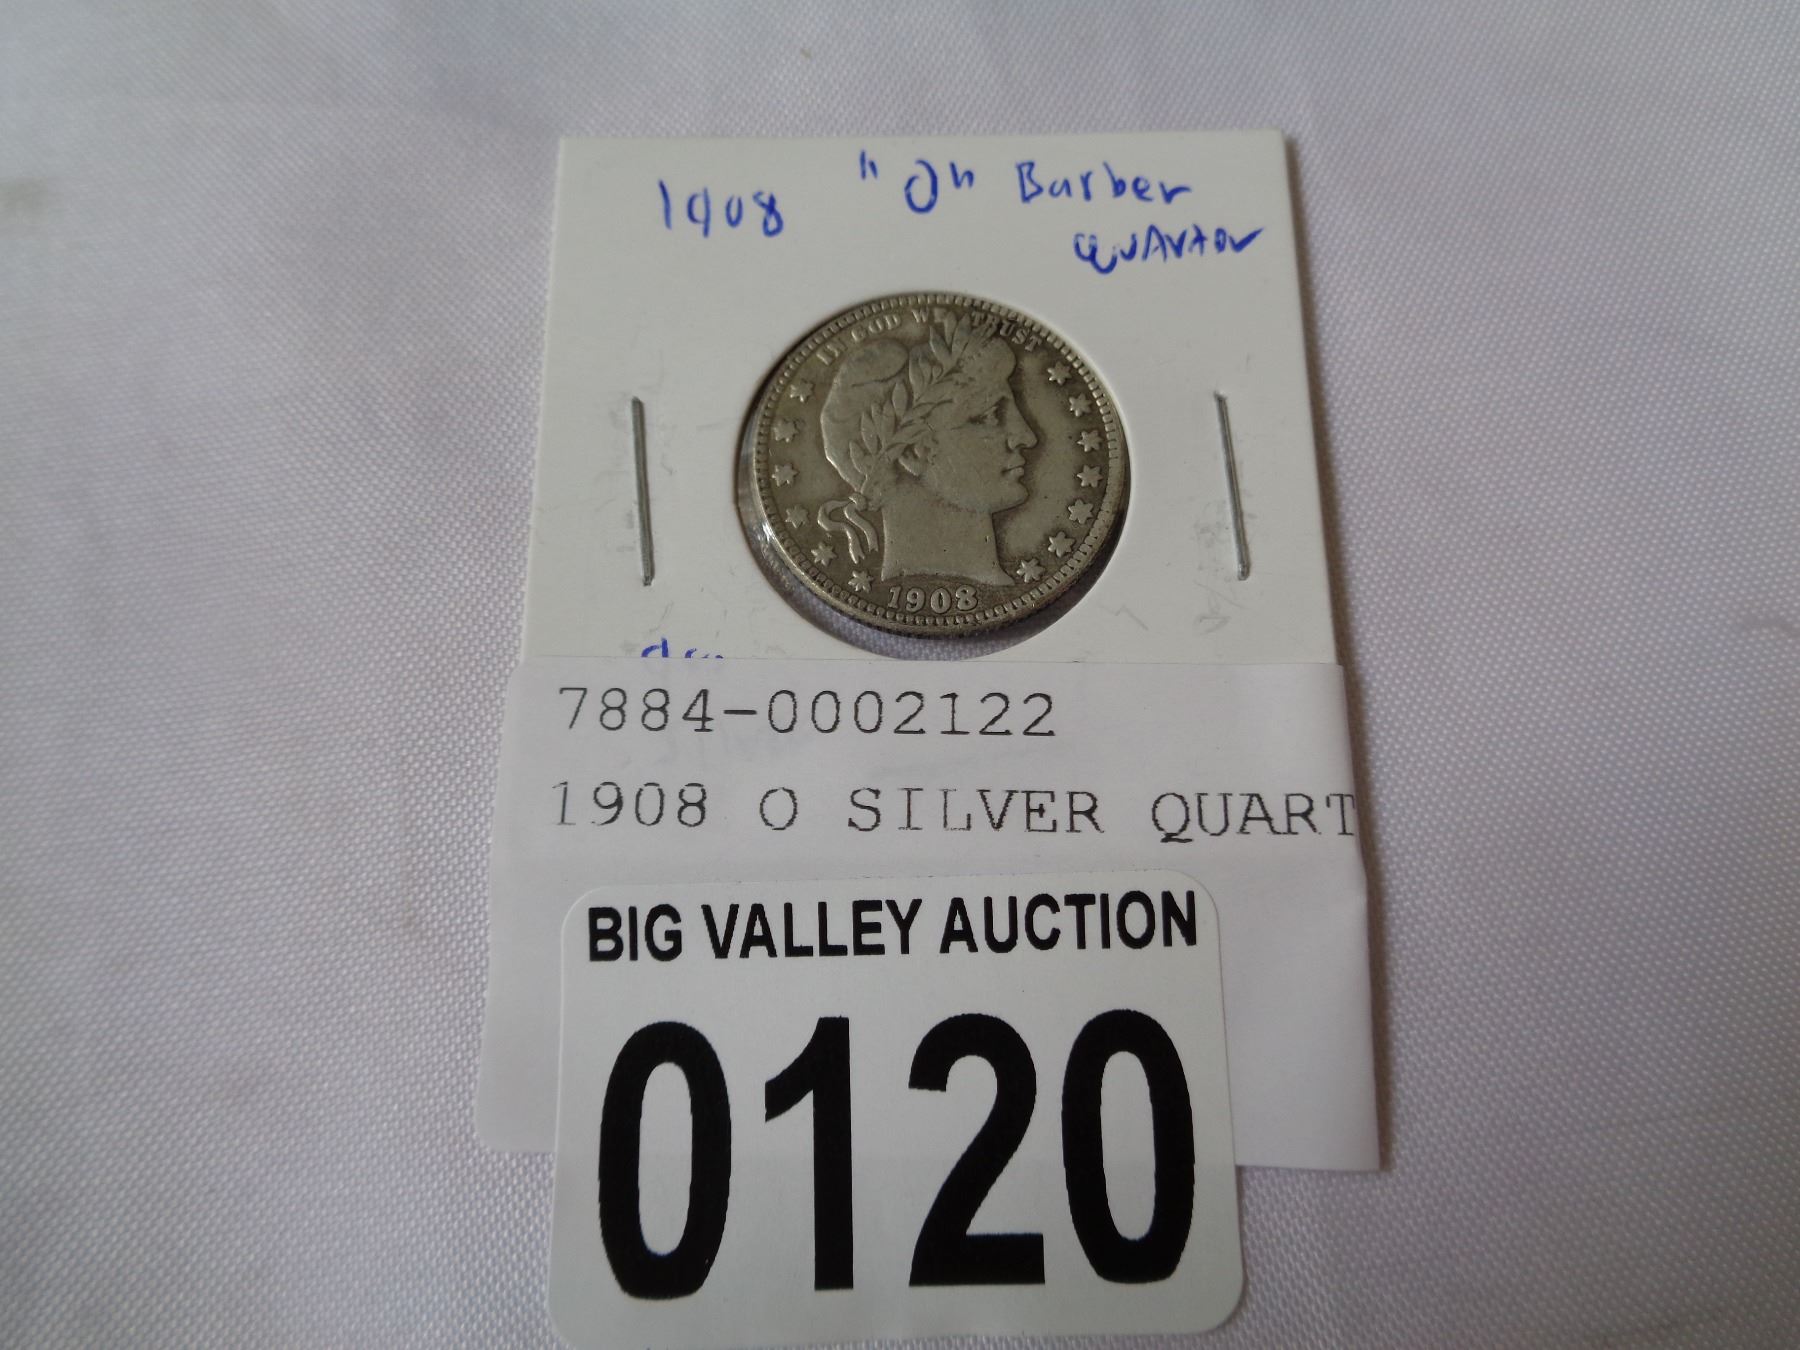 1908 "O" Barber
QUARTER
IN GOD WE TRUST
1908
7884-0002122
1908 O SILVER QUART
BIG VALLEY AUCTION
0120